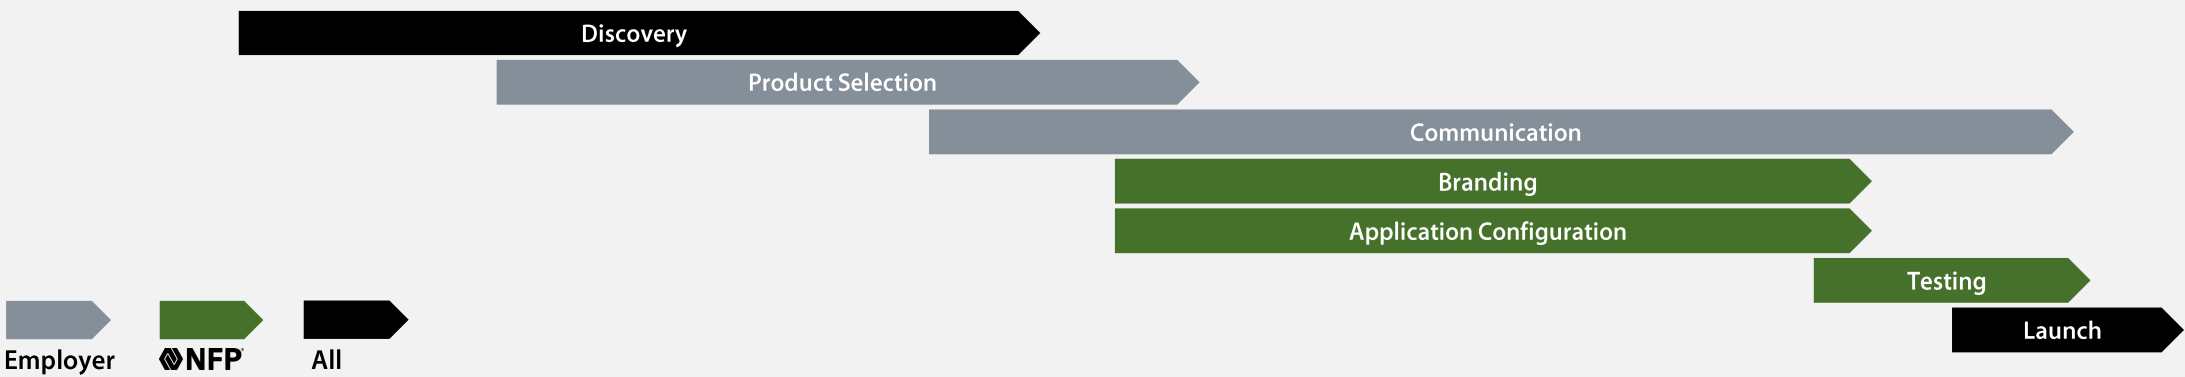 Discovery
Product Selection
Communication
Branding
Application Configuration
Testing
Launch
Employer
NFP
All